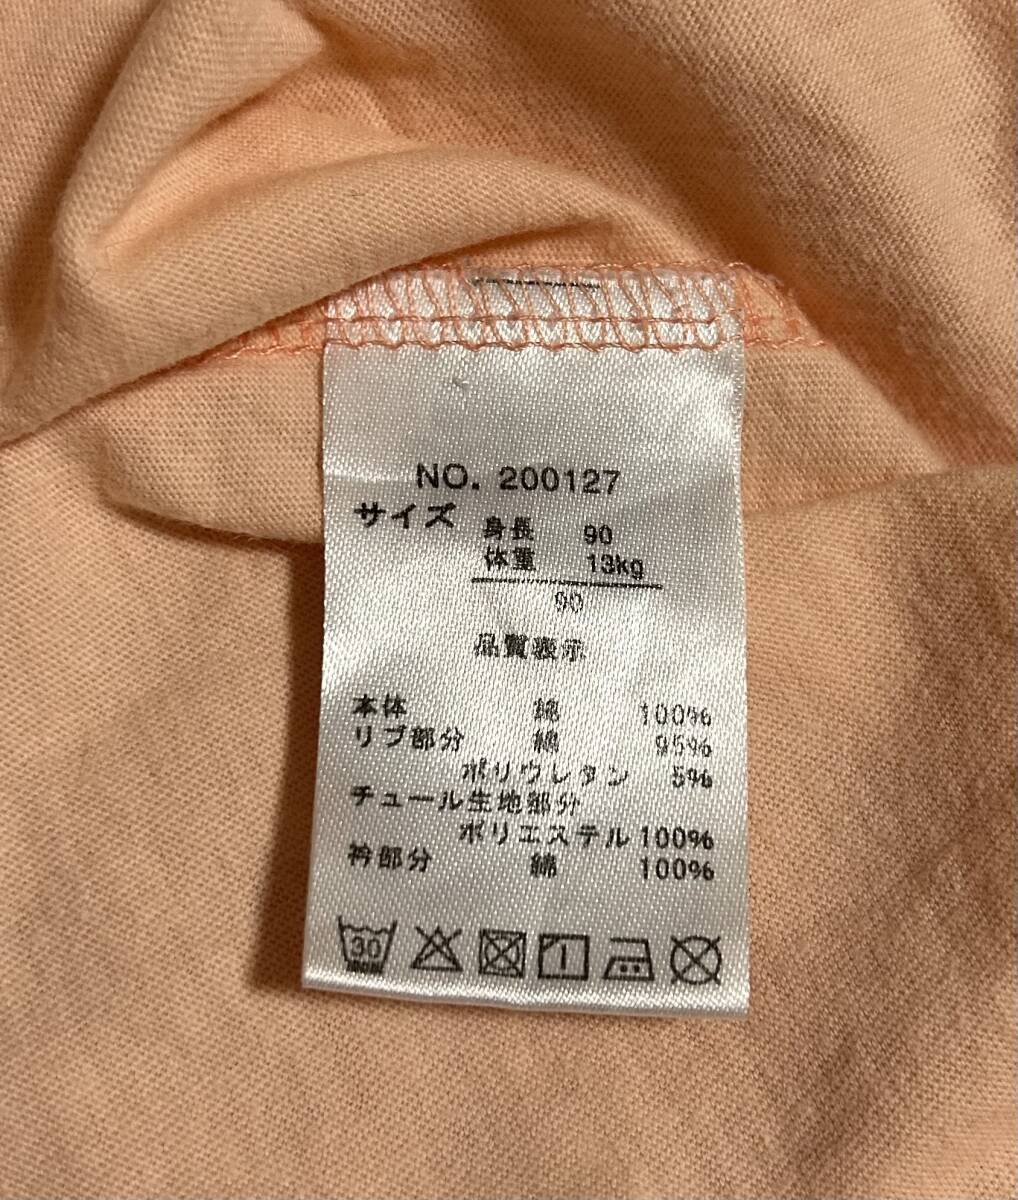 NO. 200127
サイズ 身長 90
体重 13kg
90
品質表示
本体 綿 100%
リブ部分 綿 95%
ポリウレタン 5%
チュール生地部分
ポリエステル 100%
衿部分 綿 100%
30